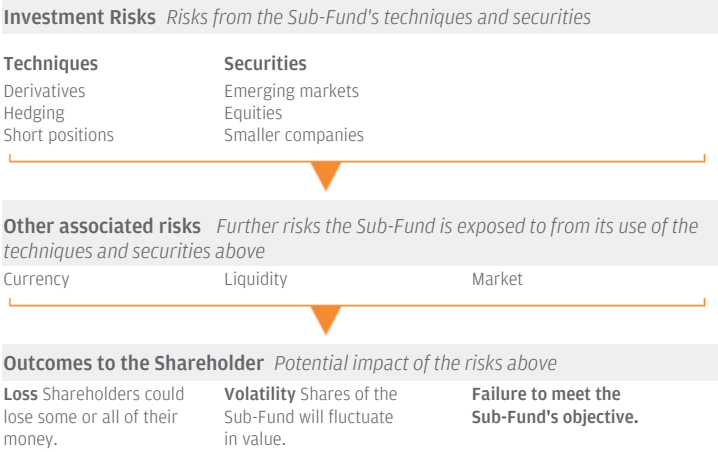 Investment Risks Risks from the Sub-Fund's techniques and securities
Techniques Securities
Derivatives Emerging markets
Hedging Equities
Short positions Smaller companies
Other associated risks Further risks the Sub-Fund is exposed to from its use of the
techniques and securities above
Currency Liquidity Market
Outcomes to the Shareholder Potential impact of the risks above
Loss Shareholders could
lose some or all of their
money.
Volatility Shares of the
Sub-Fund will fluctuate
in value.
Failure to meet the
Sub-Fund's objective.